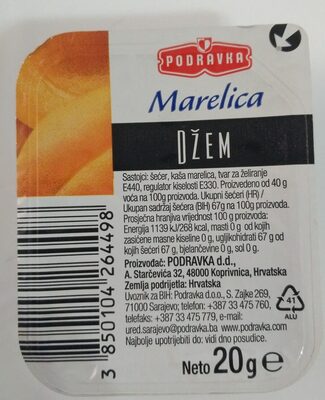 PODRAVKA
Marelica
DŽEM
Sastojci: šećer, kaša marelica, tvar za želiranje
E440, regulator kiselosti E330. Proizvedeno od 40 g
voća na 100g proizvoda. Ukupni šećeri (HR) /
Ukupan sadržaj šećera (BiH) 67g na 100g proizvoda.
Prosječna hranjiva vrijednost 100 g proizvoda:
Energija 1139 kJ/268 kcal, masti 0 g od kojih
zasićene masne kiseline 0 g, ugljikohidrati 67 g od
kojih šećeri 67 g, bjelančevine 0 g, sol 0 g.
Proizvođač: PODRAVKA d.d.,
A. Starčevića 32, 48000 Koprivnica, Hrvatska
Zemlja podrijetla: Hrvatska
Uvoznik za BIH: Podravka d.o.o., S. Zajke 269,
71000 Sarajevo; telefon: +387 33 475 760,
telefaks: +387 33 475 779, e-mail:
ured.sarajevo@podravka.ba www.podravka.com
Najbolje upotrijebiti do: vidi dno posudice.
Neto 20g e
41
ALU
3 850104 264498